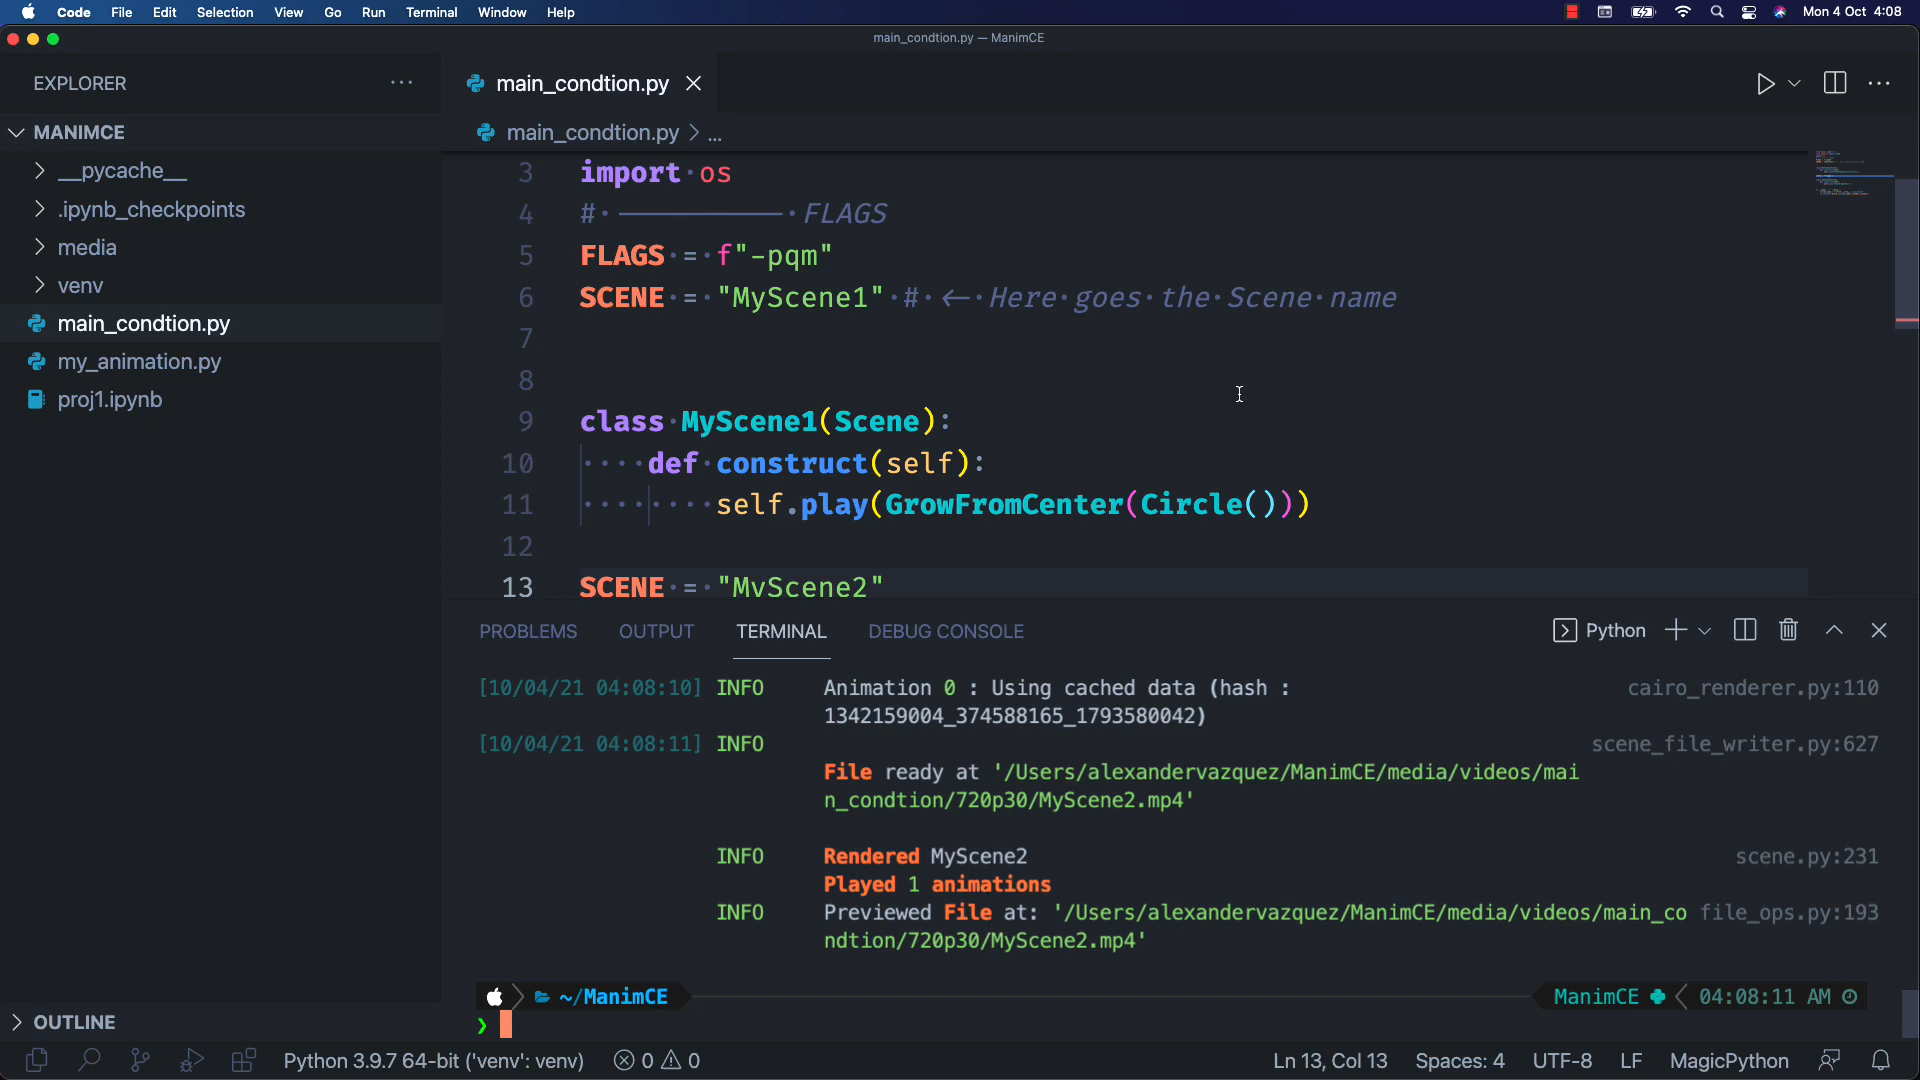 Code File Edit Selection View Go Run Terminal Window Help Mon 4 Oct 4:08
main_condtion.py — ManimCE
EXPLORER ···
MANIMCE
__pycache__
.ipynb_checkpoints
media
venv
main_condtion.py
my_animation.py
proj1.ipynb
OUTLINE
main_condtion.py
main_condtion.py > ...
3 import os
4 # ────────── FLAGS
5 FLAGS = f"-pqm"
6 SCENE = "MyScene1" # <- Here goes the Scene name
7
8
9 class MyScene1(Scene):
10 def construct(self):
11 self.play(GrowFromCenter(Circle()))
12
13 SCENE = "MyScene2"
PROBLEMS OUTPUT TERMINAL DEBUG CONSOLE Python
[10/04/21 04:08:10] INFO Animation 0 : Using cached data (hash : cairo_renderer.py:110
1342159004_374588165_1793580042)
[10/04/21 04:08:11] INFO scene_file_writer.py:627
File ready at '/Users/alexandervazquez/ManimCE/media/videos/mai
n_condtion/720p30/MyScene2.mp4'
INFO Rendered MyScene2 scene.py:231
Played 1 animations
INFO Previewed File at: '/Users/alexandervazquez/ManimCE/media/videos/main_co file_ops.py:193
ndtion/720p30/MyScene2.mp4'
~/ManimCE ManimCE 04:08:11 AM
❯
Python 3.9.7 64-bit ('venv': venv) 0 0 Ln 13, Col 13 Spaces: 4 UTF-8 LF MagicPython